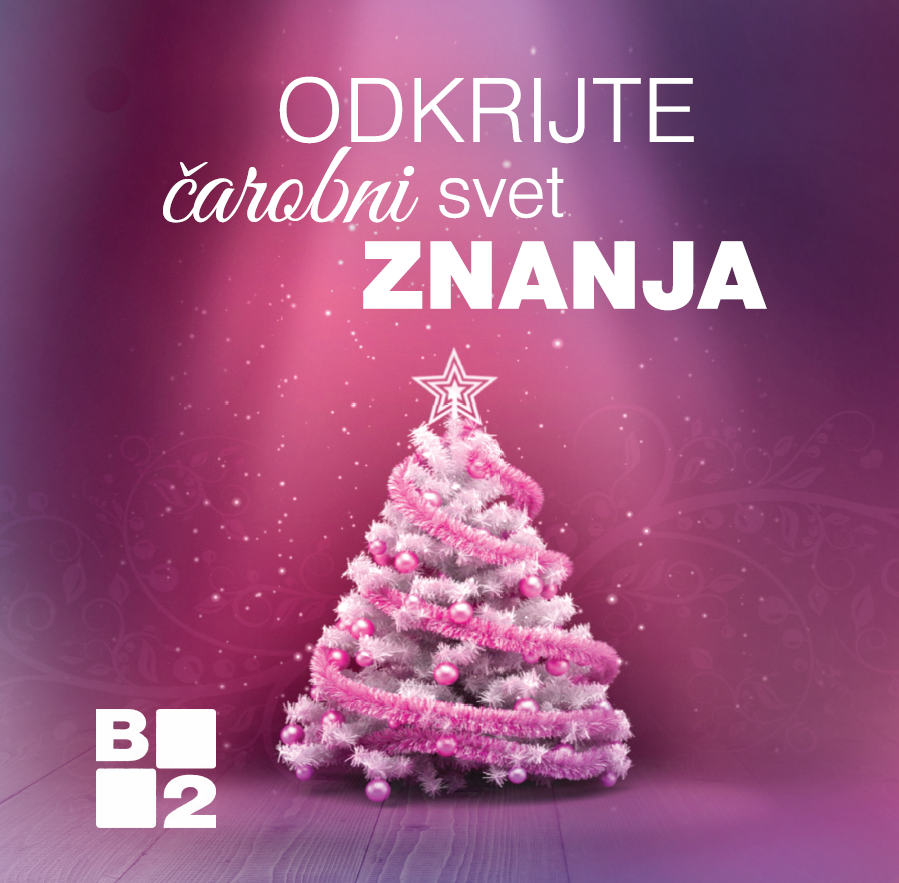 ODKRIJTE
čarobni svet
ZNANJA
B
2